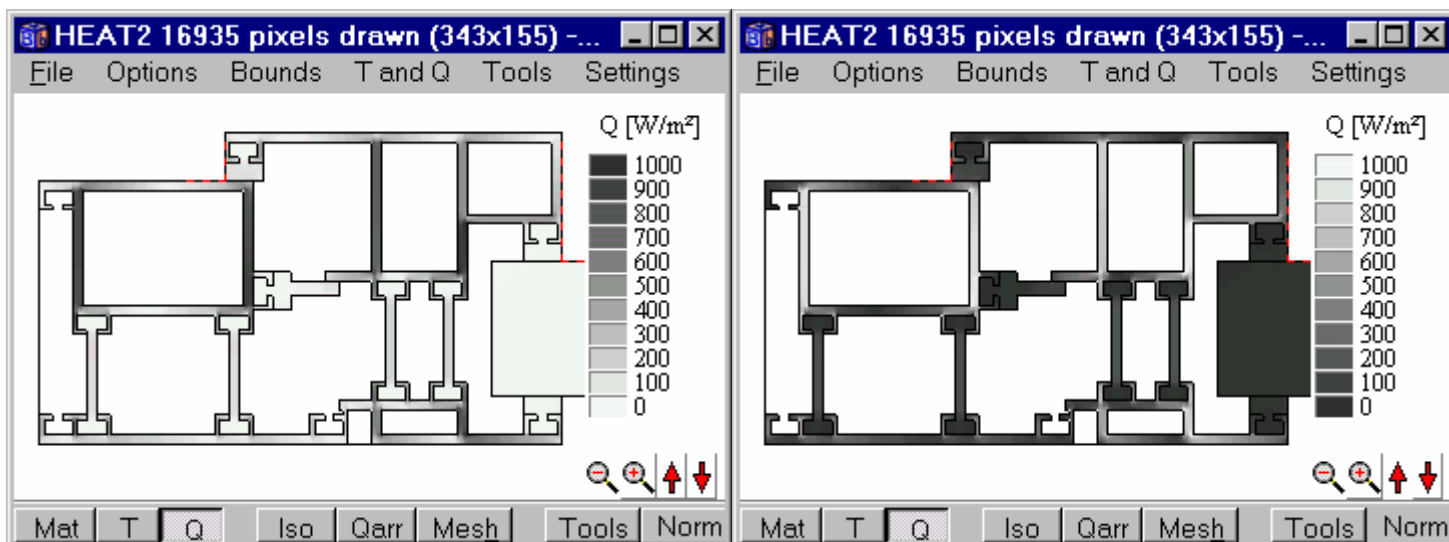 HEAT2 16935 pixels drawn (343x155) -...
File Options Bounds T and Q Tools Settings
Q [W/m²]
1000
900
800
700
600
500
400
300
200
100
0
Mat T Q Iso Qarr Mesh Tools Norm
HEAT2 16935 pixels drawn (343x155) -...
File Options Bounds T and Q Tools Settings
Q [W/m²]
1000
900
800
700
600
500
400
300
200
100
0
Mat T Q Iso Qarr Mesh Tools Norm